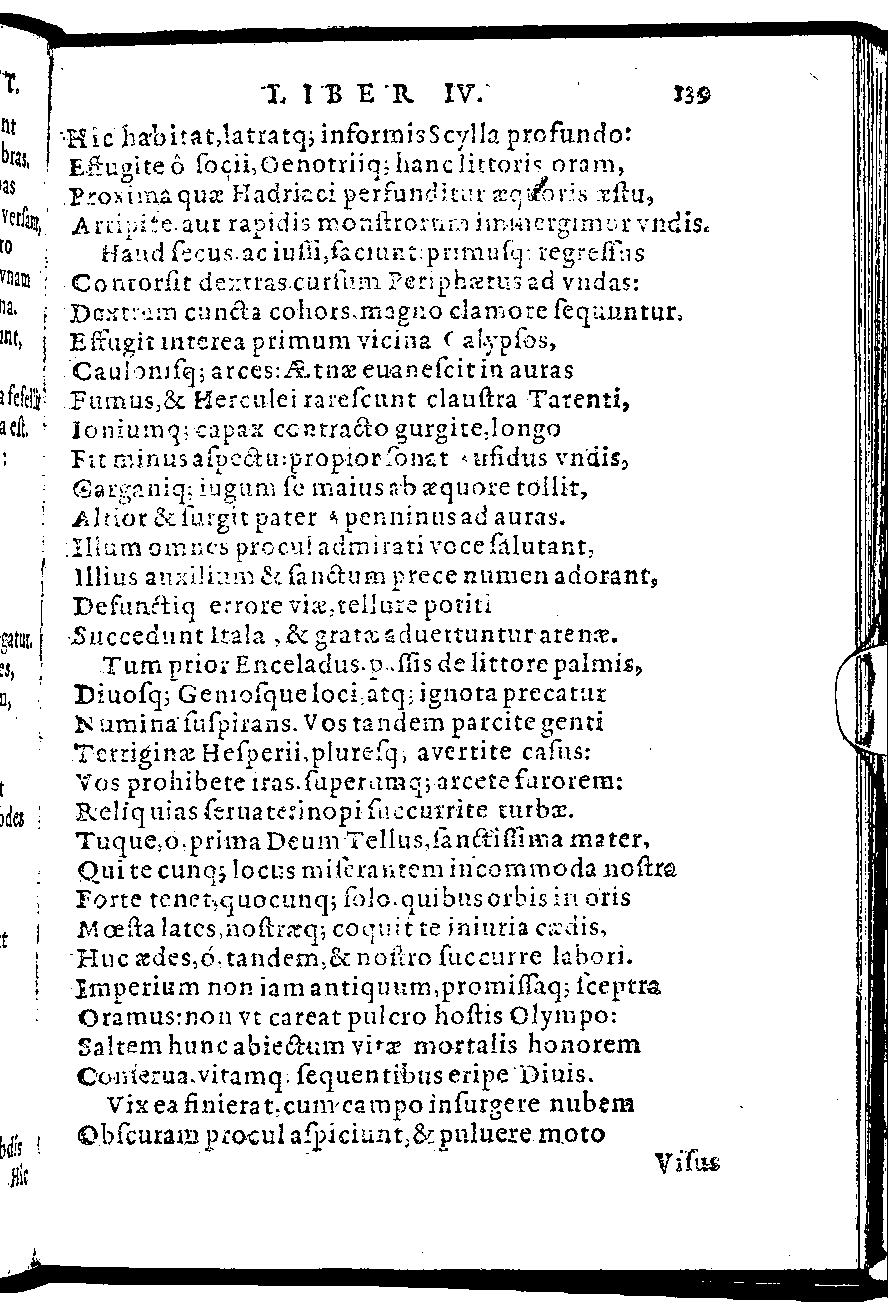 LIBER IV. 139
Hic habitat, latratq; informis Scylla profundo:
Effugite ô socii, Oenotriiq; hanc littoris oram,
Proxima quæ Hadriaci perfunditur æquoris æstu,
Arripite. aut rapidis monſtrorum immergimur vndis.
Haud ſecus. ac iuſſi, faciunt: primuſq; regreſſus
Contorſit dextras. curſum Periphætus ad vndas:
Dextram cuncta cohors. magno clamore ſequuntur.
Effugit interea primum vicina Calypſos,
Cauloniſq; arces: Ætnæ euaneſcit in auras
Fumus, & Herculei rareſcunt clauſtra Tarenti,
Ioniumq; capax contracto gurgite, longo
Fit minus aſpectu: propior ſonat Aufidus vndis,
Garganiq; iugum ſe maius ab æquore tollit,
Altior & ſurgit pater Apenninus ad auras.
Illum omnes procul admirati voce ſalutant,
Illius auxilium & ſanctum prece numen adorant,
Defunctiq errore viæ, tellure potiti
Succedunt Itala, & gratæ aduertuntur arenæ.
Tum prior Enceladus. paſſis de littore palmis,
Diuoſq; Genioſque loci, atq; ignota precatur
Numina ſuſpirans. Vos tandem parcite genti
Terriginæ Heſperii, plureſq; avertite caſus:
Vos prohibete iras. ſuperumq; arcete furorem:
Reliquias ſeruate: inopi ſuccurrite turbæ.
Tuque, o. prima Deum Tellus, ſanctiſſima mater,
Qui te cunq; locus miſerantem incommoda noſtra
Forte tenet, quocunq; ſolo. quibus orbis in oris
Mœſta lates, noſtræq; coquit te iniuria cædis,
Huc ædes, ó, tandem, & noſtro ſuccurre labori.
Imperium non iam antiquum, promiſſaq; ſceptra
Oramus: non vt careat pulcro hoſtis Olympo:
Saltem hunc abiectum vitæ mortalis honorem
Conſerua. vitamq; ſequentibus eripe Diuis.
Vix ea finierat, cum campo inſurgere nubem
Obſcuram procul aſpiciunt, & puluere moto
Viſus